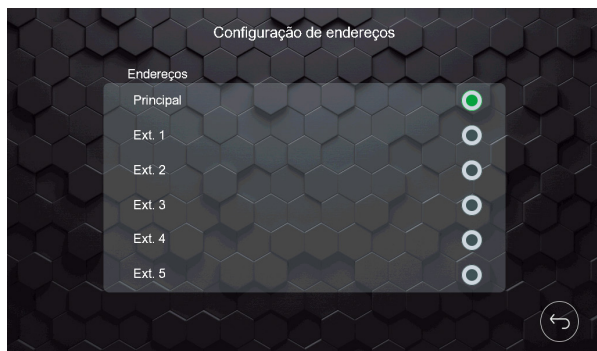 Configuração de endereços
Endereços
Principal
Ext. 1
Ext. 2
Ext. 3
Ext. 4
Ext. 5